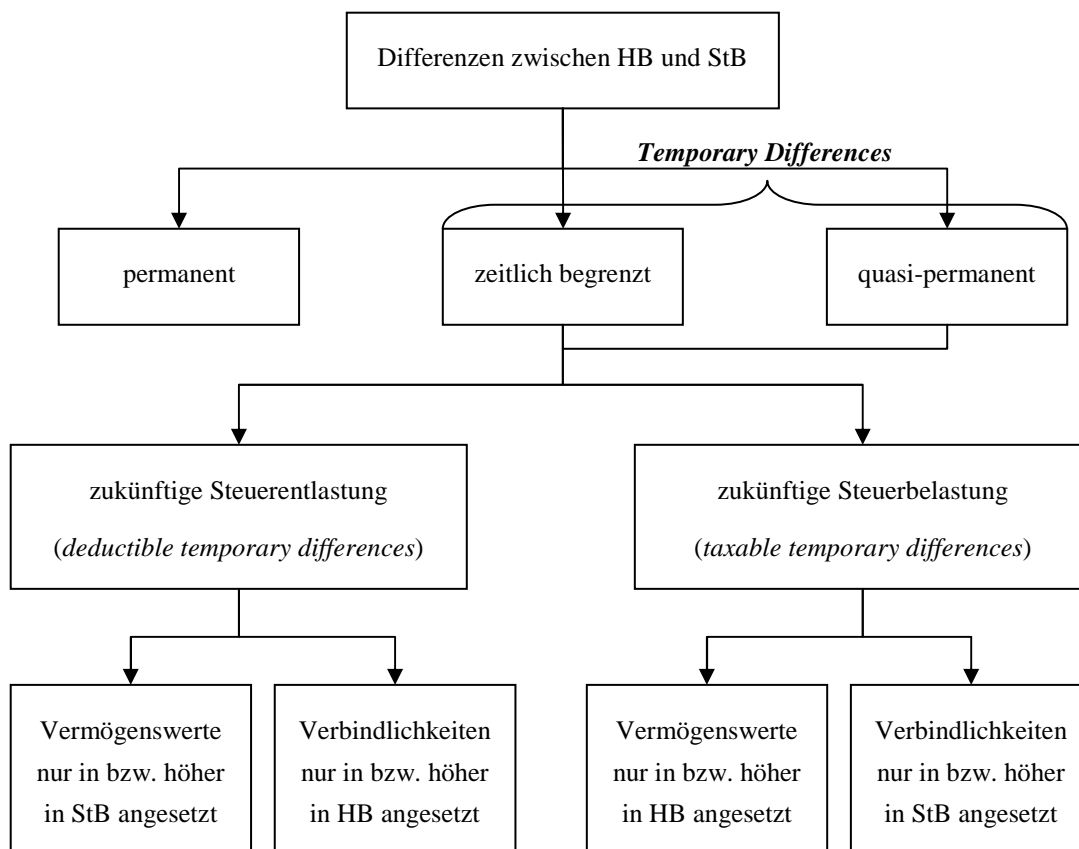 Differenzen zwischen HB und StB
Temporary Differences
permanent
zeitlich begrenzt
quasi-permanent
zukünftige Steuerentlastung
(deductible temporary differences)
zukünftige Steuerbelastung
(taxable temporary differences)
Vermögenswerte
nur in bzw. höher
in StB angesetzt
Verbindlichkeiten
nur in bzw. höher
in HB angesetzt
Vermögenswerte
nur in bzw. höher
in HB angesetzt
Verbindlichkeiten
nur in bzw. höher
in StB angesetzt